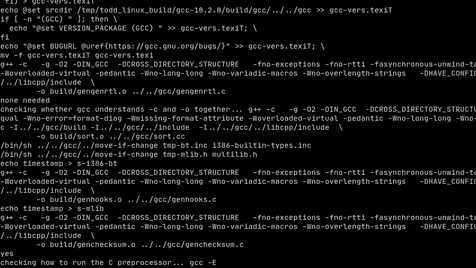 fi) > gcc-vers.texiT
echo @set srcdir /tmp/todd_linux_build/gcc-10.2.0/build/gcc/../../gcc >> gcc-vers.texiT
if [ -n "(GCC) " ]; then \
  echo "@set VERSION_PACKAGE (GCC) " >> gcc-vers.texiT; \
fi
echo "@set BUGURL @uref{https://gcc.gnu.org/bugs/}" >> gcc-vers.texiT; \
mv -f gcc-vers.texiT gcc-vers.texi
g++ -c   -g -O2 -DIN_GCC  -DCROSS_DIRECTORY_STRUCTURE   -fno-exceptions -fno-rtti -fasynchronous-unwind-ta
-Woverloaded-virtual -pedantic -Wno-long-long -Wno-variadic-macros -Wno-overlength-strings   -DHAVE_CONFIG
/../libcpp/include  \
        -o build/gengenrtl.o ../../gcc/gengenrtl.c
none needed
checking whether gcc understands -c and -o together... g++ -c   -g -O2 -DIN_GCC  -DCROSS_DIRECTORY_STRUCTU
qual -Wno-error=format-diag -Wmissing-format-attribute -Woverloaded-virtual -pedantic -Wno-long-long -Wno-
c -I../../gcc/build -I../../gcc/../include  -I../../gcc/../libcpp/include  \
        -o build/sort.o ../../gcc/sort.cc
/bin/sh ../../gcc/../move-if-change tmp-bt.inc i386-builtin-types.inc
/bin/sh ../../gcc/../move-if-change tmp-mlib.h multilib.h
echo timestamp > s-i386-bt
g++ -c   -g -O2 -DIN_GCC  -DCROSS_DIRECTORY_STRUCTURE   -fno-exceptions -fno-rtti -fasynchronous-unwind-ta
-Woverloaded-virtual -pedantic -Wno-long-long -Wno-variadic-macros -Wno-overlength-strings   -DHAVE_CONFIG
/../libcpp/include  \
        -o build/genhooks.o ../../gcc/genhooks.c
echo timestamp > s-mlib
g++ -c   -g -O2 -DIN_GCC  -DCROSS_DIRECTORY_STRUCTURE   -fno-exceptions -fno-rtti -fasynchronous-unwind-ta
-Woverloaded-virtual -pedantic -Wno-long-long -Wno-variadic-macros -Wno-overlength-strings   -DHAVE_CONFIG
/../libcpp/include  \
        -o build/genchecksum.o ../../gcc/genchecksum.c
yes
checking how to run the C preprocessor... gcc -E